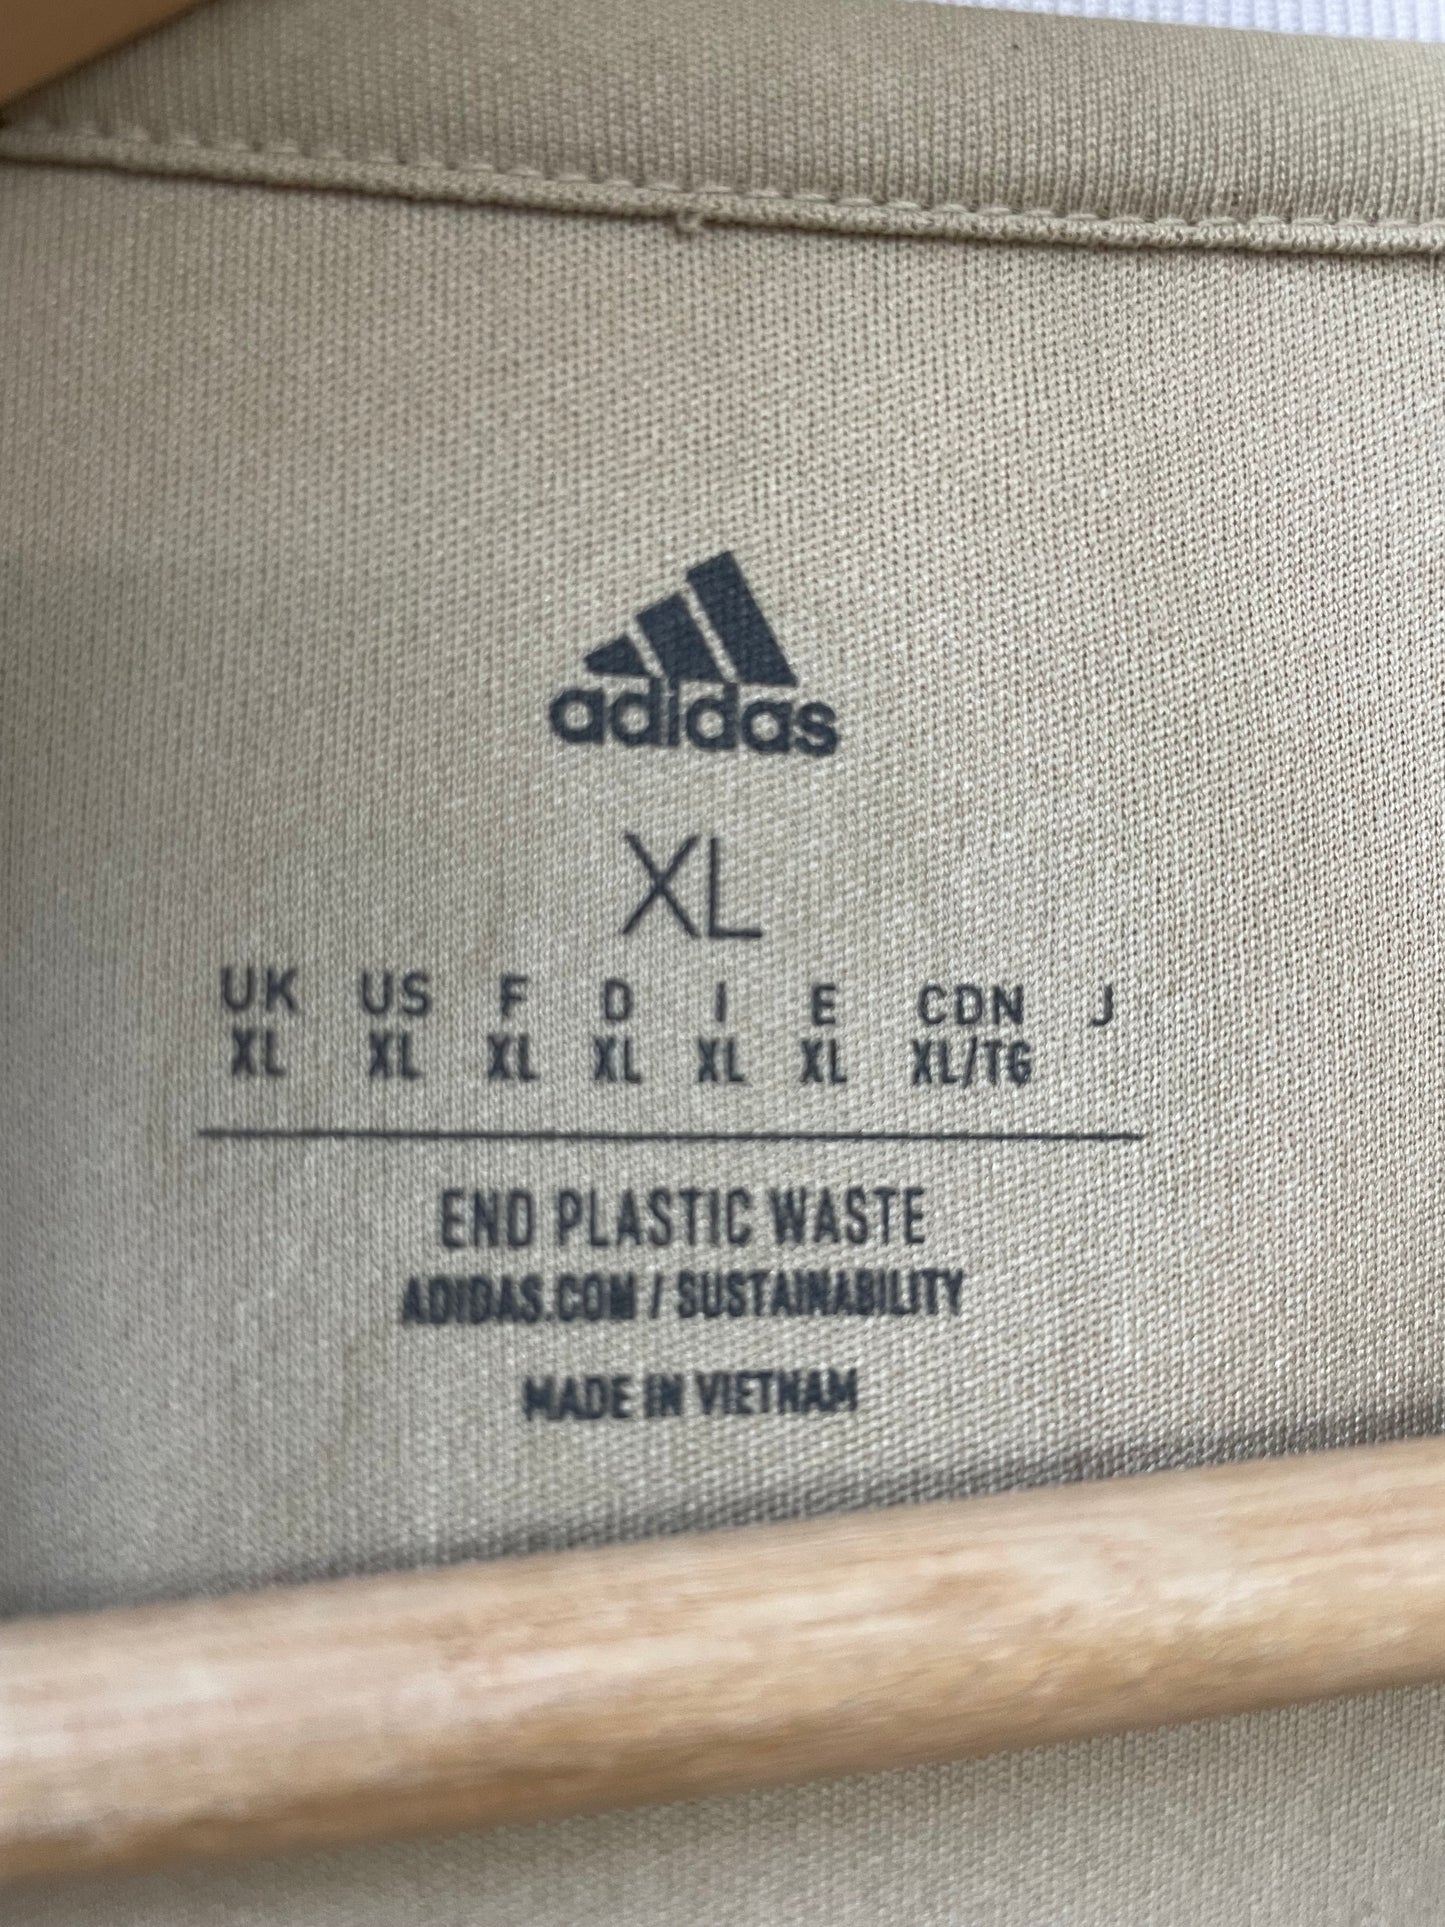 adidas
XL
UK US F D I E CDN J
XL XL XL XL XL XL XL/TG
END PLASTIC WASTE
ADIDAS.COM / SUSTAINABILITY
MADE IN VIETNAM